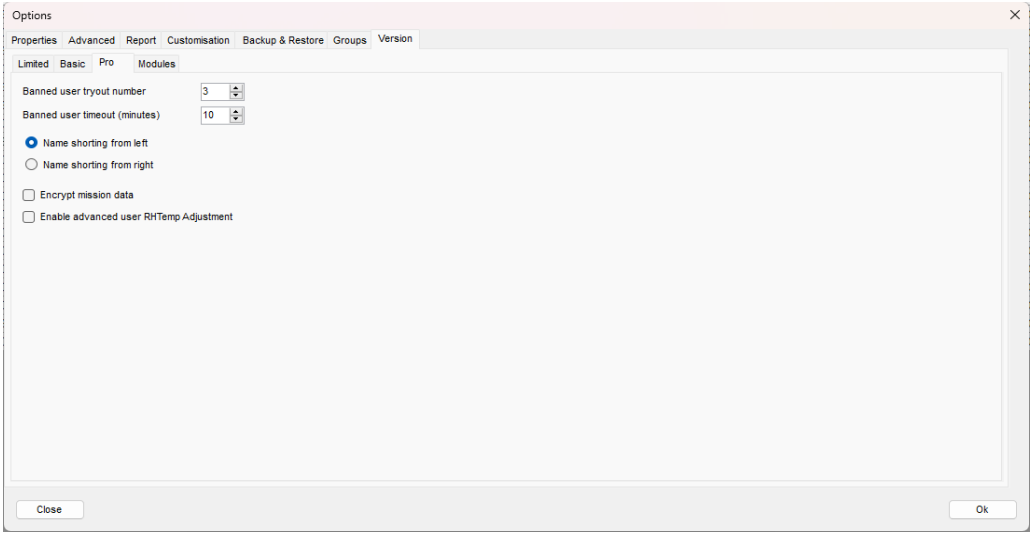 Options
Properties Advanced Report Customisation Backup & Restore Groups Version
Limited Basic Pro Modules
Banned user tryout number 3
Banned user timeout (minutes) 10
Name shorting from left
Name shorting from right
Encrypt mission data
Enable advanced user RHTemp Adjustment
Close Ok